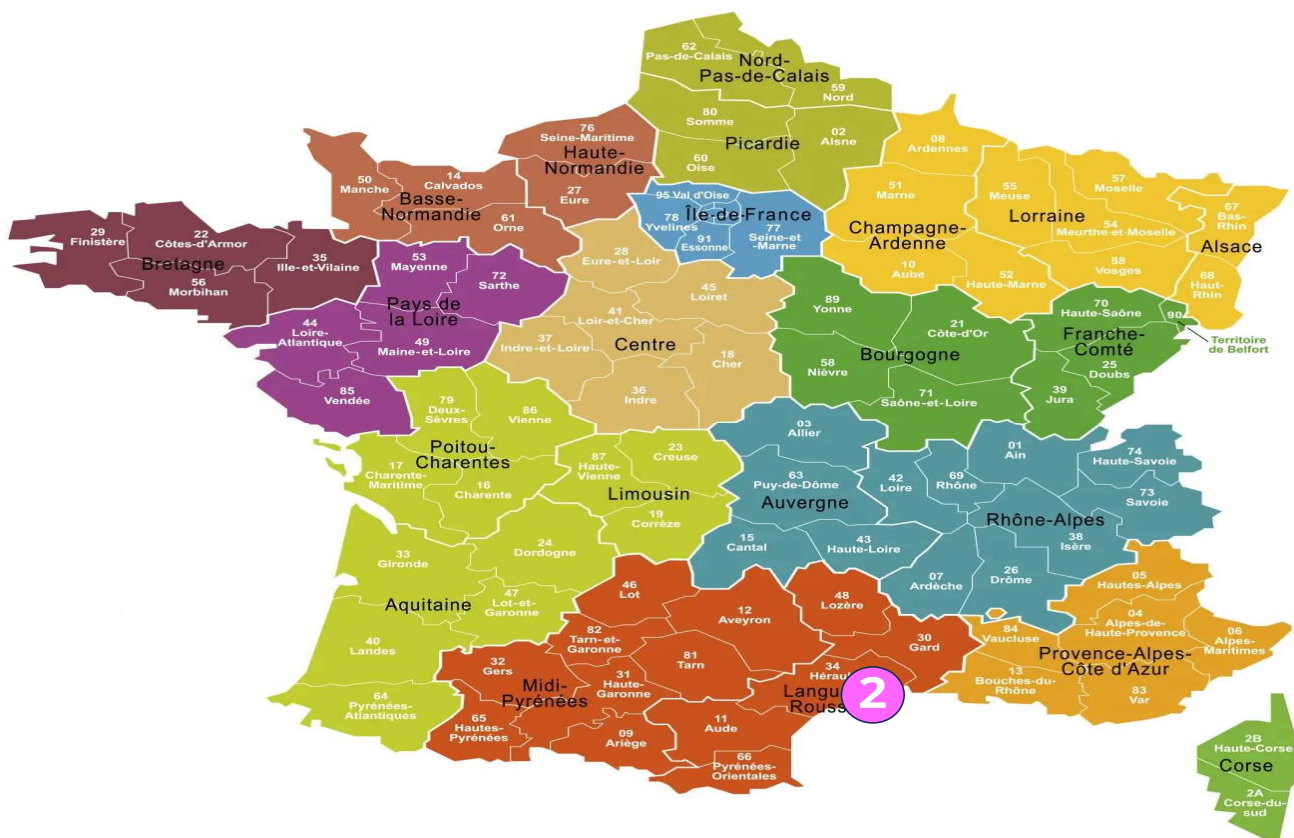 62
Pas-de-Calais
Nord-
Pas-de-Calais
59
Nord
80
Somme
02
Aisne
Picardie
60
Oise
76
Seine-Maritime
Haute-
Normandie
27
Eure
50
Manche
14
Calvados
Basse-
Normandie
61
Orne
08
Ardennes
51
Marne
Champagne-
Ardenne
10
Aube
52
Haute-Marne
55
Meuse
57
Moselle
Lorraine
54
Meurthe-et-Moselle
88
Vosges
67
Bas-
Rhin
Alsace
68
Haut-
Rhin
95 Val d'Oise
Île-de-France
78
Yvelines
91
Essonne
77
Seine-et
-Marne
29
Finistère
22
Côtes-d'Armor
Bretagne
35
Ille-et-Vilaine
56
Morbihan
53
Mayenne
72
Sarthe
Pays de
la Loire
44
Loire-
Atlantique
49
Maine-et-Loire
85
Vendée
28
Eure-et-Loir
45
Loiret
41
Loir-et-Cher
37
Indre-et-Loire
Centre
18
Cher
36
Indre
89
Yonne
21
Côte-d'Or
Bourgogne
58
Nièvre
71
Saône-et-Loire
70
Haute-Saône
90
Territoire
de Belfort
Franche-
Comté
25
Doubs
39
Jura
79
Deux-
Sèvres
86
Vienne
Poitou-
Charentes
17
Charente-
Maritime
16
Charente
23
Creuse
87
Haute-
Vienne
Limousin
19
Corrèze
03
Allier
63
Puy-de-Dôme
Auvergne
15
Cantal
43
Haute-Loire
42
Loire
69
Rhône
01
Ain
74
Haute-Savoie
73
Savoie
Rhône-Alpes
38
Isère
07
Ardèche
26
Drôme
33
Gironde
24
Dordogne
Aquitaine
47
Lot-et-
Garonne
40
Landes
64
Pyrénées-
Atlantiques
46
Lot
12
Aveyron
82
Tarn-et-
Garonne
81
Tarn
32
Gers
31
Haute-
Garonne
Midi-
Pyrénées
65
Hautes-
Pyrénées
09
Ariège
48
Lozère
30
Gard
34
Hérau
Langu
Rouss
2
11
Aude
66
Pyrénées-
Orientales
05
Hautes-Alpes
04
Alpes-de-
Haute-Provence
84
Vaucluse
06
Alpes-
Maritimes
Provence-Alpes-
Côte d'Azur
13
Bouches-du-
Rhône
83
Var
2B
Haute-Corse
Corse
2A
Corse-du-
sud